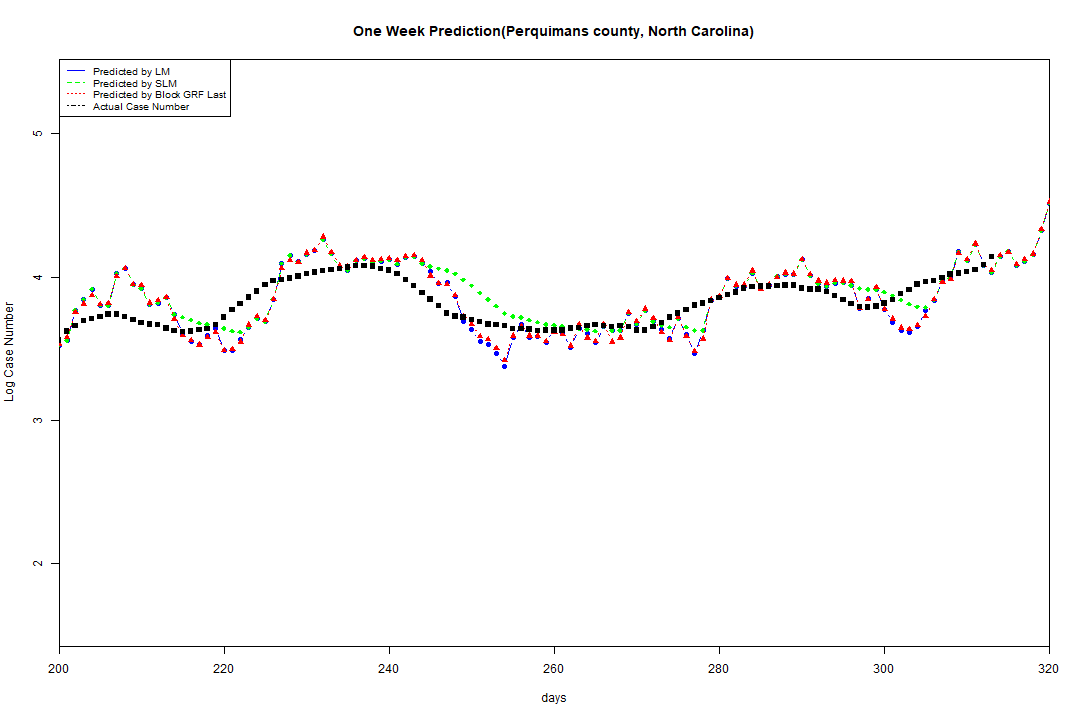 One Week Prediction(Perquimans county, North Carolina)
Predicted by LM
Predicted by SLM
Predicted by Block GRF Last
Actual Case Number
5
4
3
2
Log Case Number
200 220 240 260 280 300 320
days